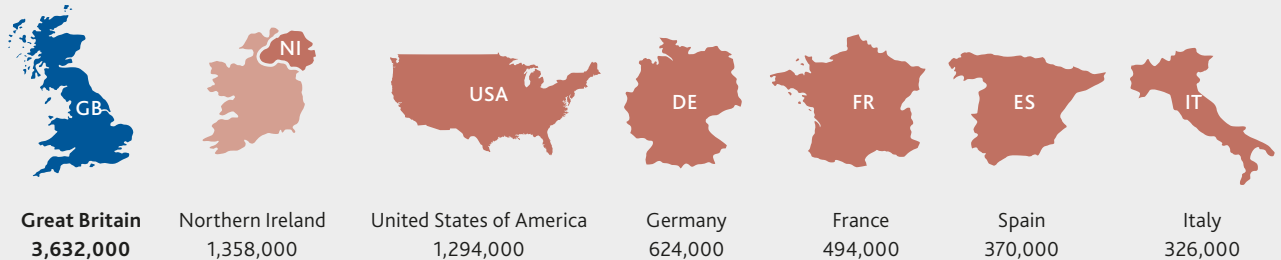 GB
NI
USA
DE
FR
ES
IT
Great Britain
3,632,000
Northern Ireland
1,358,000
United States of America
1,294,000
Germany
624,000
France
494,000
Spain
370,000
Italy
326,000